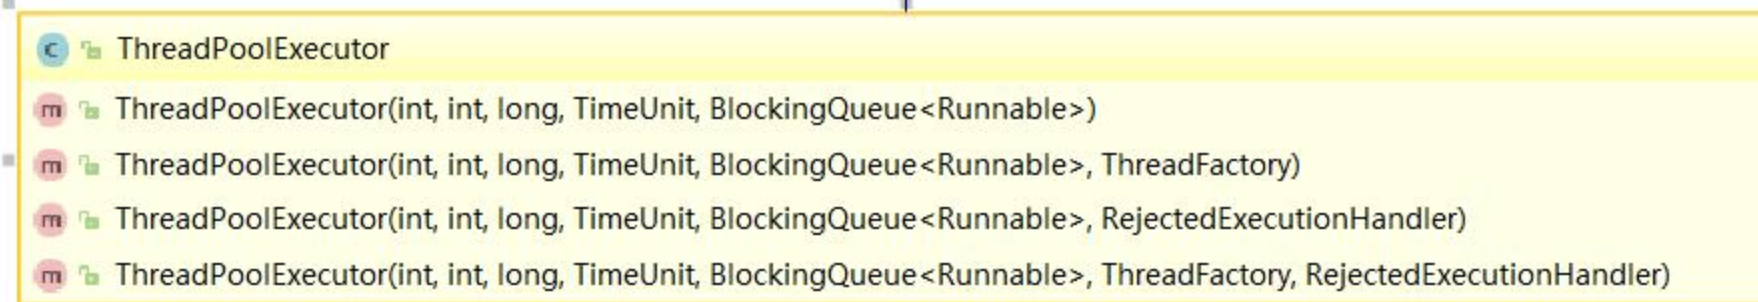 ThreadPoolExecutor
ThreadPoolExecutor(int, int, long, TimeUnit, BlockingQueue<Runnable>)
ThreadPoolExecutor(int, int, long, TimeUnit, BlockingQueue<Runnable>, ThreadFactory)
ThreadPoolExecutor(int, int, long, TimeUnit, BlockingQueue<Runnable>, RejectedExecutionHandler)
ThreadPoolExecutor(int, int, long, TimeUnit, BlockingQueue<Runnable>, ThreadFactory, RejectedExecutionHandler)